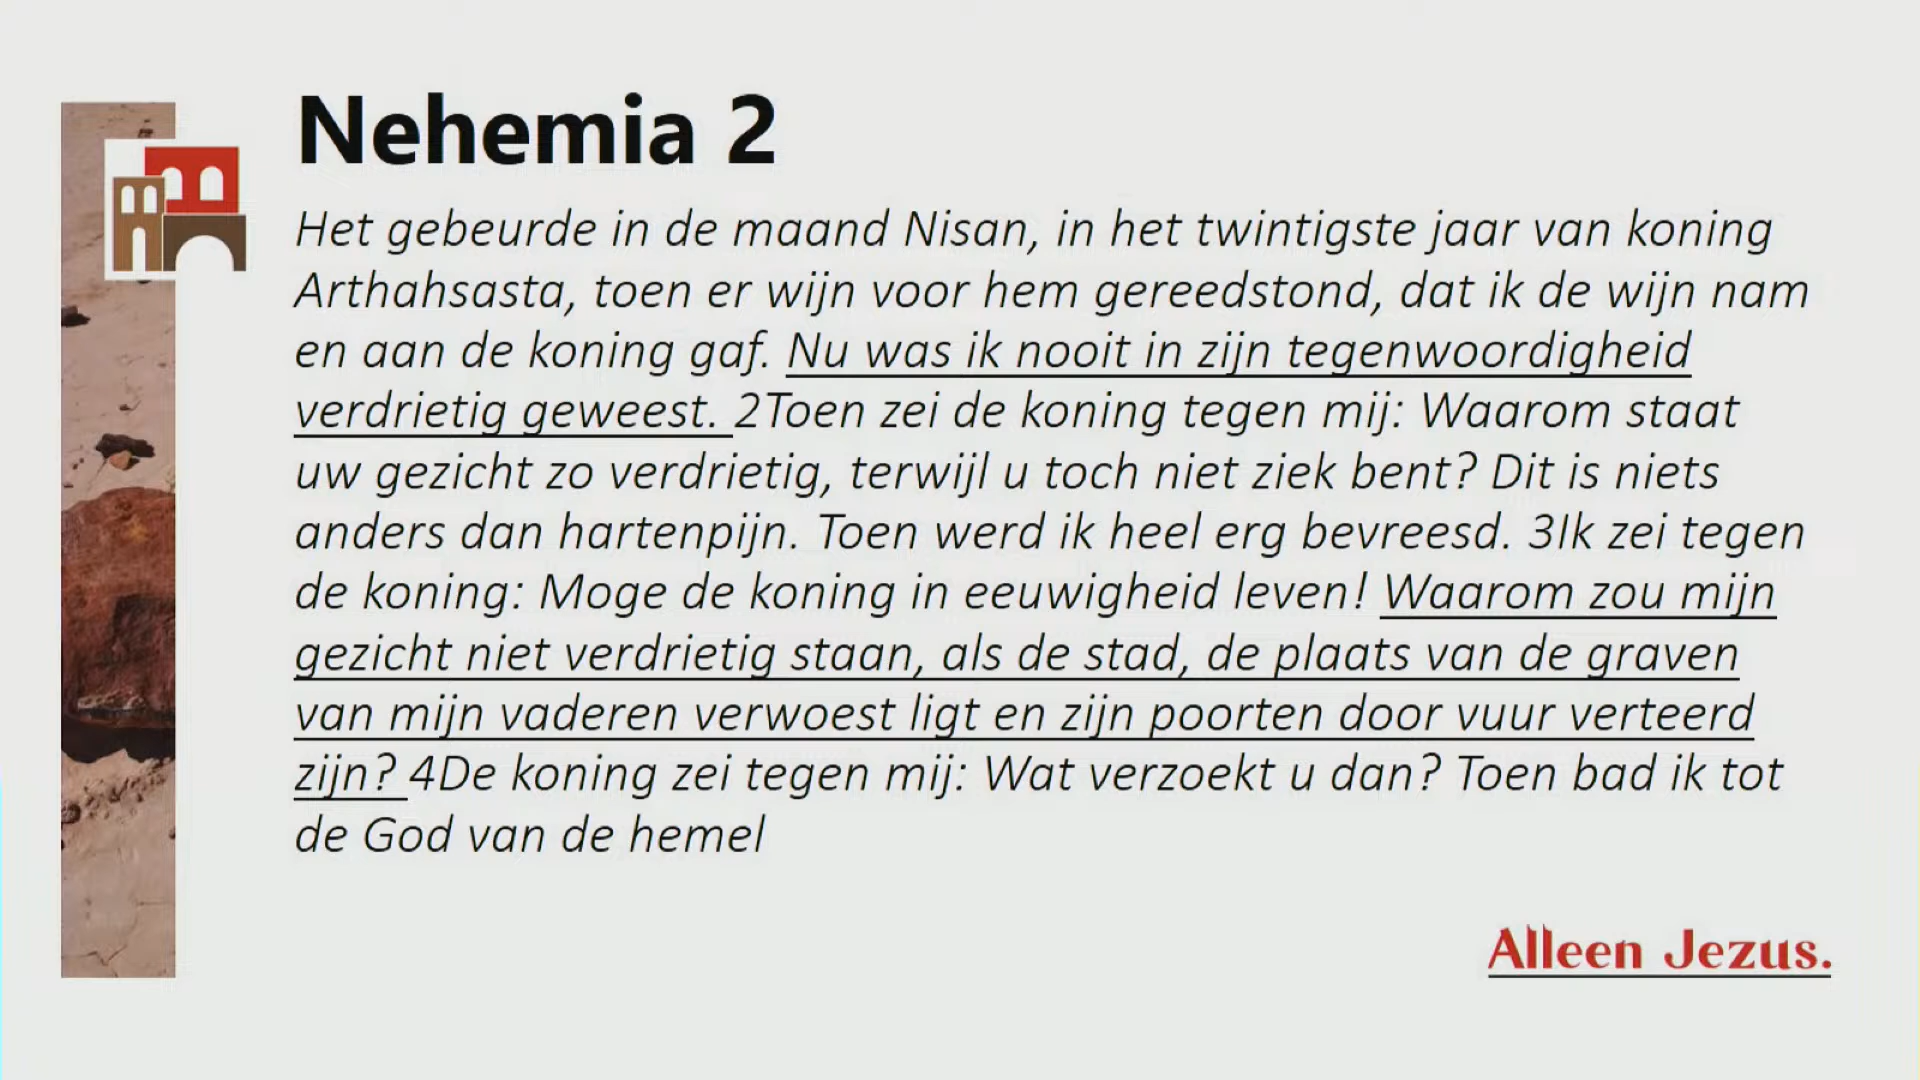 Nehemia 2
Het gebeurde in de maand Nisan, in het twintigste jaar van koning
Arthahsasta, toen er wijn voor hem gereedstond, dat ik de wijn nam
en aan de koning gaf. Nu was ik nooit in zijn tegenwoordigheid
verdrietig geweest. 2Toen zei de koning tegen mij: Waarom staat
uw gezicht zo verdrietig, terwijl u toch niet ziek bent? Dit is niets
anders dan hartenpijn. Toen werd ik heel erg bevreesd. 3Ik zei tegen
de koning: Moge de koning in eeuwigheid leven! Waarom zou mijn
gezicht niet verdrietig staan, als de stad, de plaats van de graven
van mijn vaderen verwoest ligt en zijn poorten door vuur verteerd
zijn? 4De koning zei tegen mij: Wat verzoekt u dan? Toen bad ik tot
de God van de hemel
Alleen Jezus.